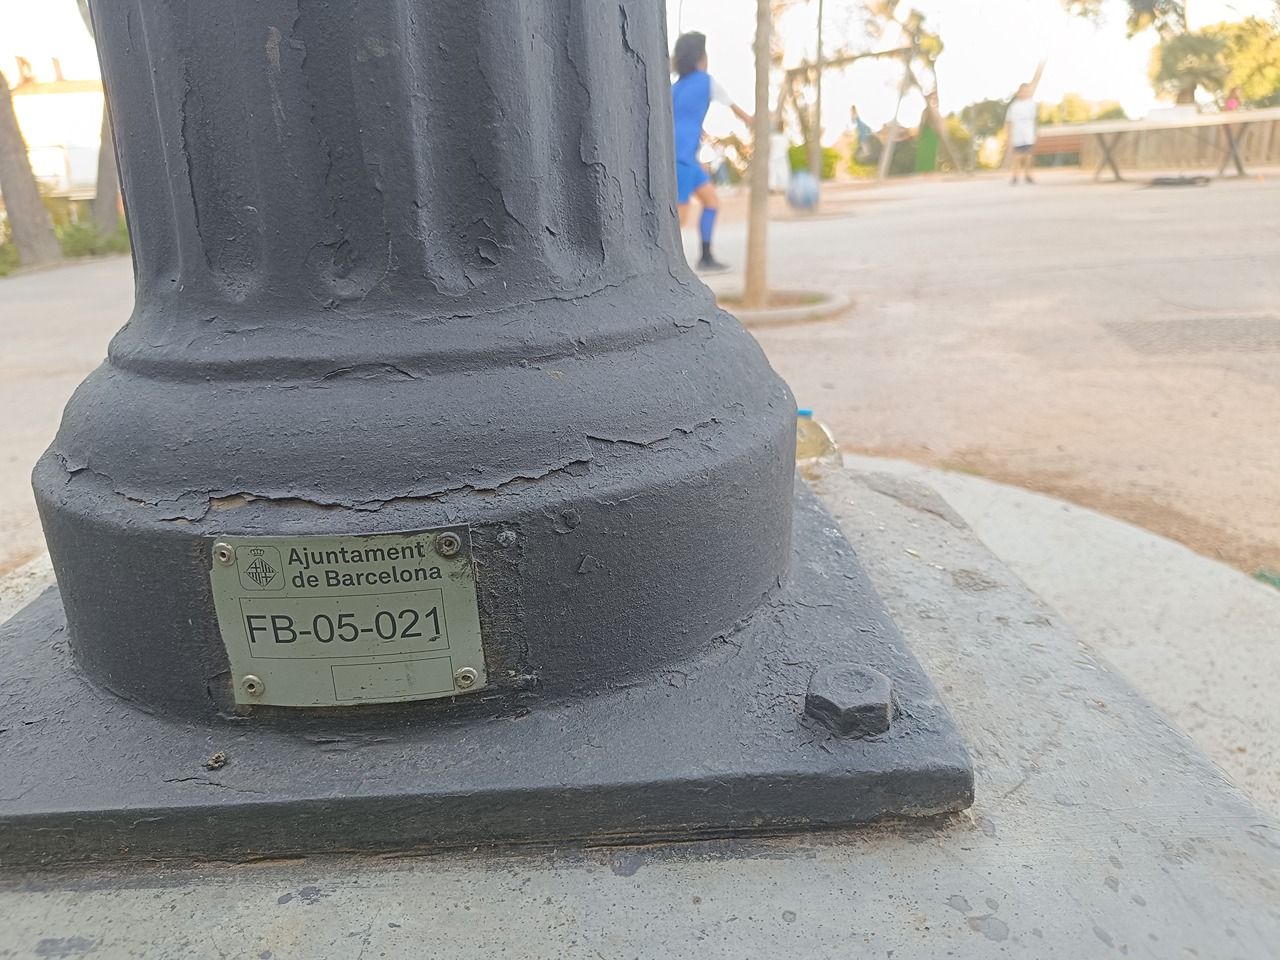 Ajuntament
de Barcelona
FB-05-021